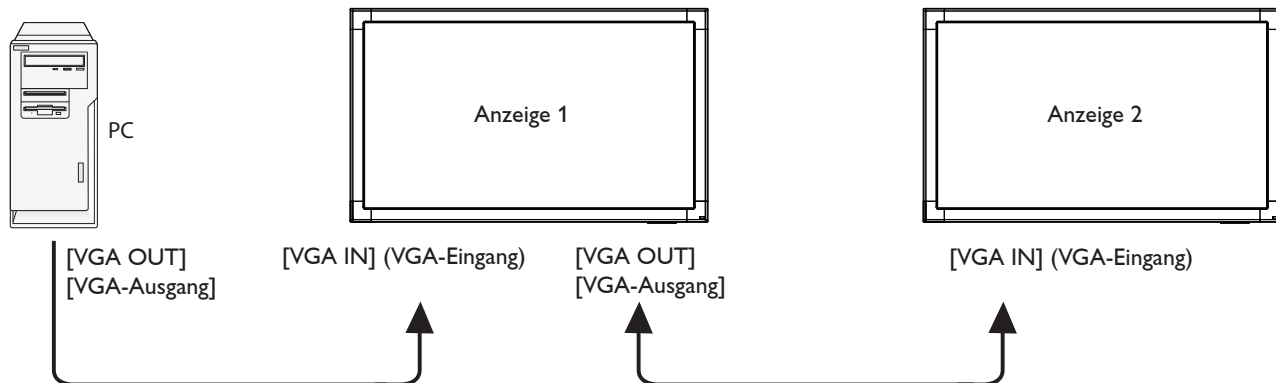 PC
Anzeige 1
Anzeige 2
[VGA OUT]
[VGA-Ausgang]
[VGA IN] (VGA-Eingang)
[VGA OUT]
[VGA-Ausgang]
[VGA IN] (VGA-Eingang)